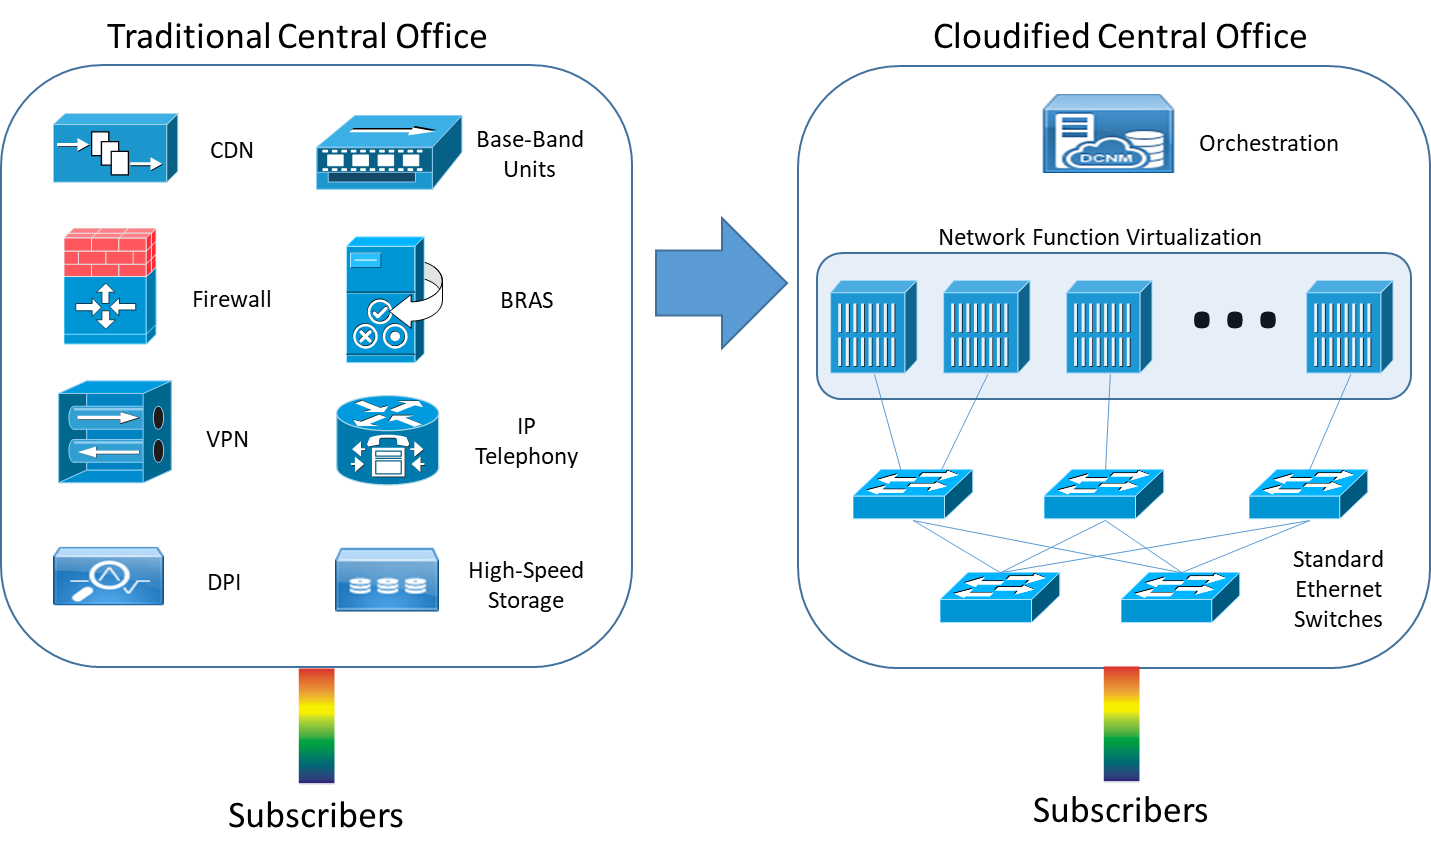 Traditional Central Office
CDN
Base-Band
Units
Firewall
BRAS
VPN
IP
Telephony
DPI
High-Speed
Storage
Subscribers
Cloudified Central Office
DCNM
Orchestration
Network Function Virtualization
Standard
Ethernet
Switches
Subscribers